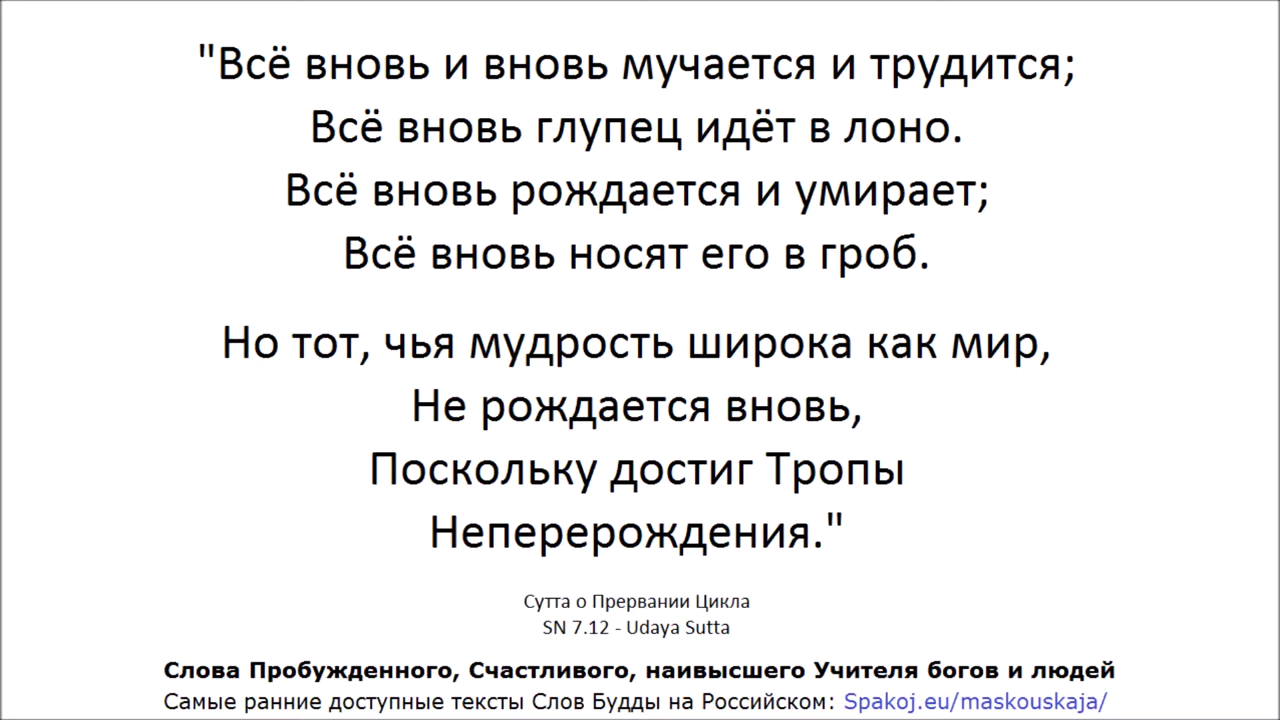 "Всё вновь и вновь мучается и трудится;
Всё вновь глупец идёт в лоно.
Всё вновь рождается и умирает;
Всё вновь носят его в гроб.
Но тот, чья мудрость широка как мир,
Не рождается вновь,
Поскольку достиг Тропы
Неперерождения."
Сутта о Прервании Цикла
SN 7.12 - Udaya Sutta
Слова Пробужденного, Счастливого, наивысшего Учителя богов и людей
Самые ранние доступные тексты Слов Будды на Российском: Spakoj.eu/maskouskaja/